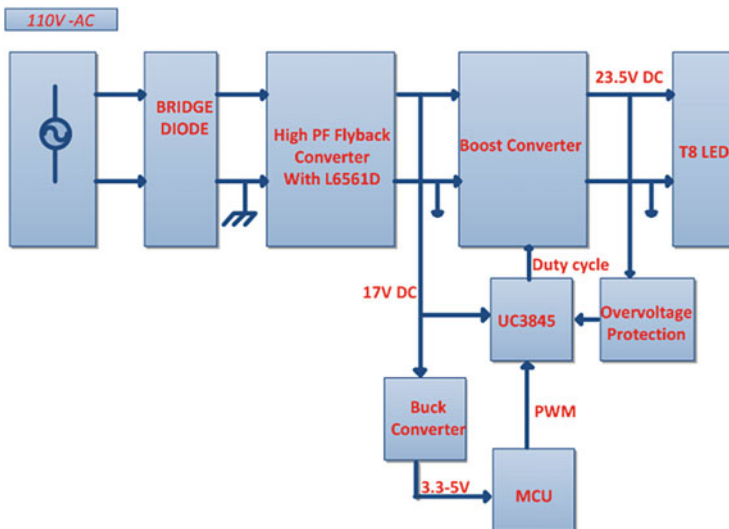 110V -AC
BRIDGE
DIODE
High PF Flyback
Converter
With L6561D
Boost Converter
23.5V DC
T8 LED
17V DC
Duty cycle
UC3845
Overvoltage
Protection
Buck
Converter
PWM
3.3-5V
MCU